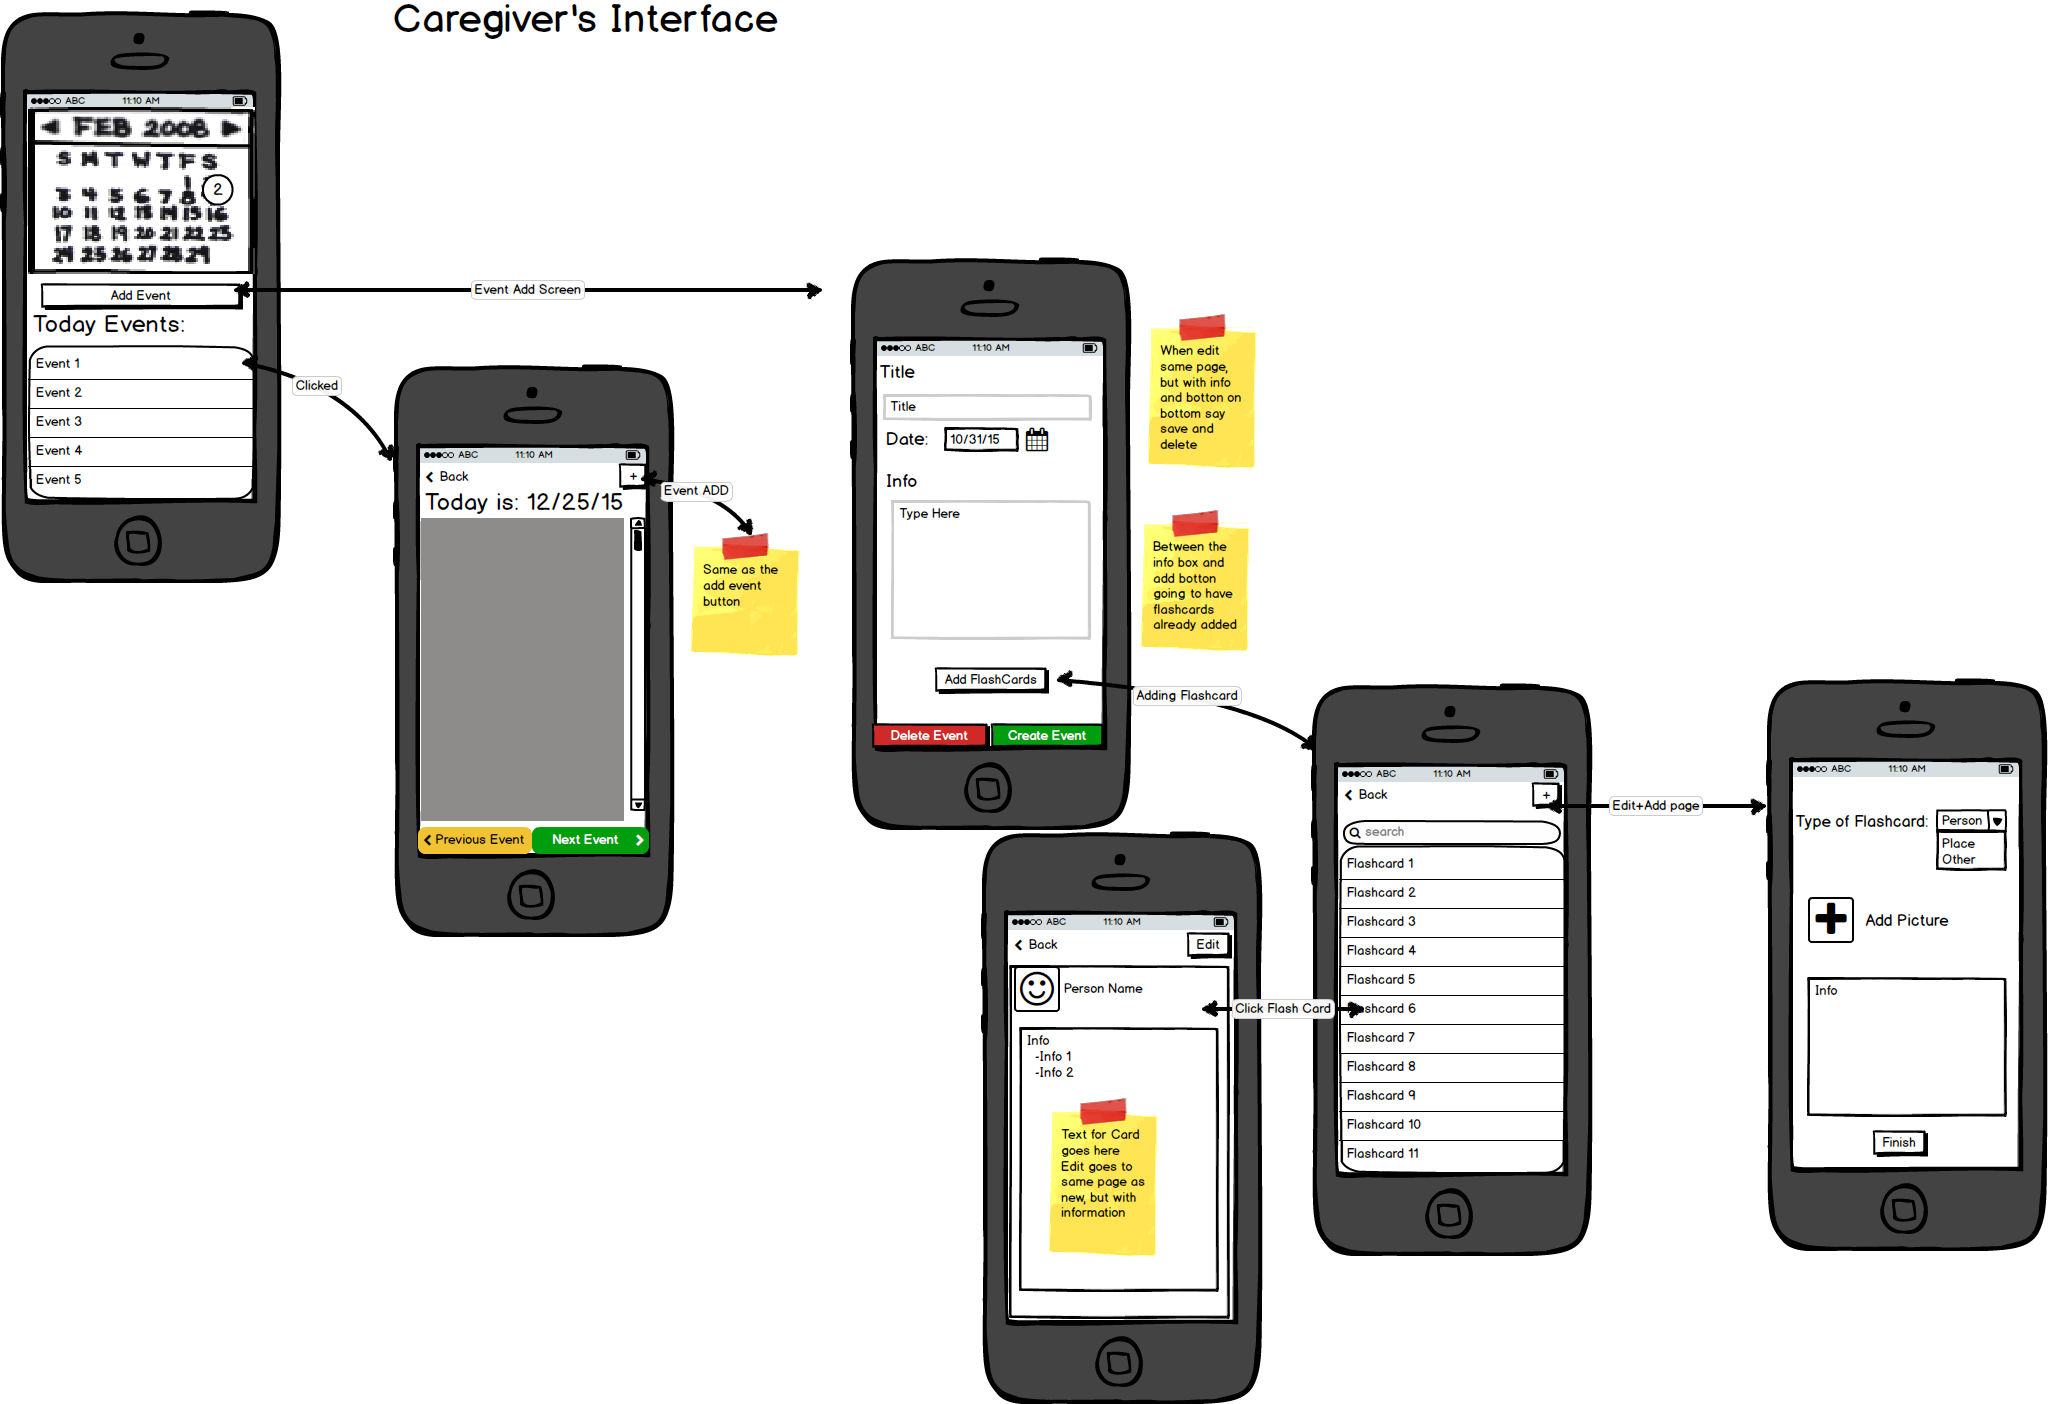 Caregiver's Interface
ABC 11:10 AM
FEB 2008
S M T W T F S
1 2
3 4 5 6 7 8
10 11 12 13 14 15 16
17 18 19 20 21 22 23
24 25 26 27 28 29
Add Event
Today Events:
Event 1
Event 2
Event 3
Event 4
Event 5
Event Add Screen
Clicked
ABC 11:10 AM
Back +
Today is: 12/25/15
Previous Event Next Event
Event ADD
Same as the
add event
button
ABC 11:10 AM
Title
Title
Date: 10/31/15
Info
Type Here
Add FlashCards
Delete Event Create Event
When edit
same page,
but with info
and botton on
bottom say
save and
delete
Between the
info box and
add botton
going to have
flashcards
already added
Adding Flashcard
ABC 11:10 AM
Back Edit
Person Name
Info
-Info 1
-Info 2
Text for Card
goes here
Edit goes to
same page as
new, but with
information
Click Flash Card
ABC 11:10 AM
Back +
search
Flashcard 1
Flashcard 2
Flashcard 3
Flashcard 4
Flashcard 5
shcard 6
Flashcard 7
Flashcard 8
Flashcard 9
Flashcard 10
Flashcard 11
Edit+Add page
ABC 11:10 AM
Type of Flashcard: Person
Place
Other
Add Picture
Info
Finish